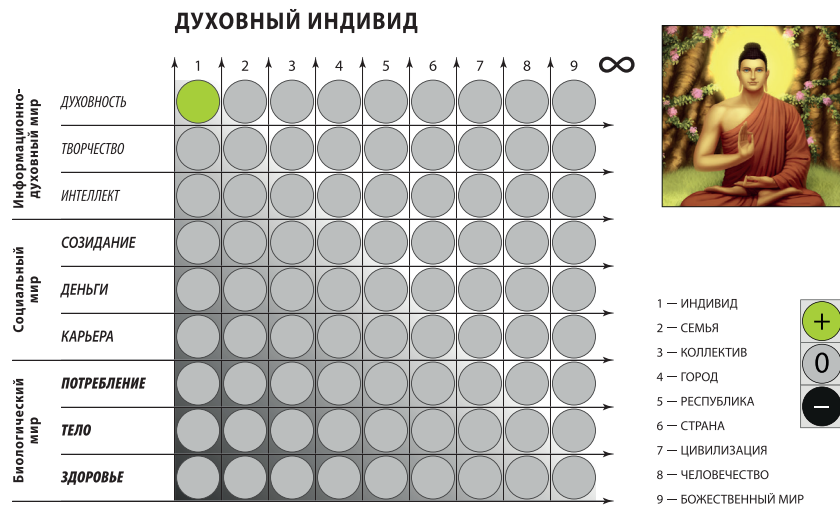 ДУХОВНЫЙ ИНДИВИД
1 2 3 4 5 6 7 8 9 ∞
Информационно-
духовный мир
ДУХОВНОСТЬ
ТВОРЧЕСТВО
ИНТЕЛЛЕКТ
Социальный
мир
СОЗИДАНИЕ
ДЕНЬГИ
КАРЬЕРА
Биологический
мир
ПОТРЕБЛЕНИЕ
ТЕЛО
ЗДОРОВЬЕ
1 — ИНДИВИД
2 — СЕМЬЯ
3 — КОЛЛЕКТИВ
4 — ГОРОД
5 — РЕСПУБЛИКА
6 — СТРАНА
7 — ЦИВИЛИЗАЦИЯ
8 — ЧЕЛОВЕЧЕСТВО
9 — БОЖЕСТВЕННЫЙ МИР
+
0
–